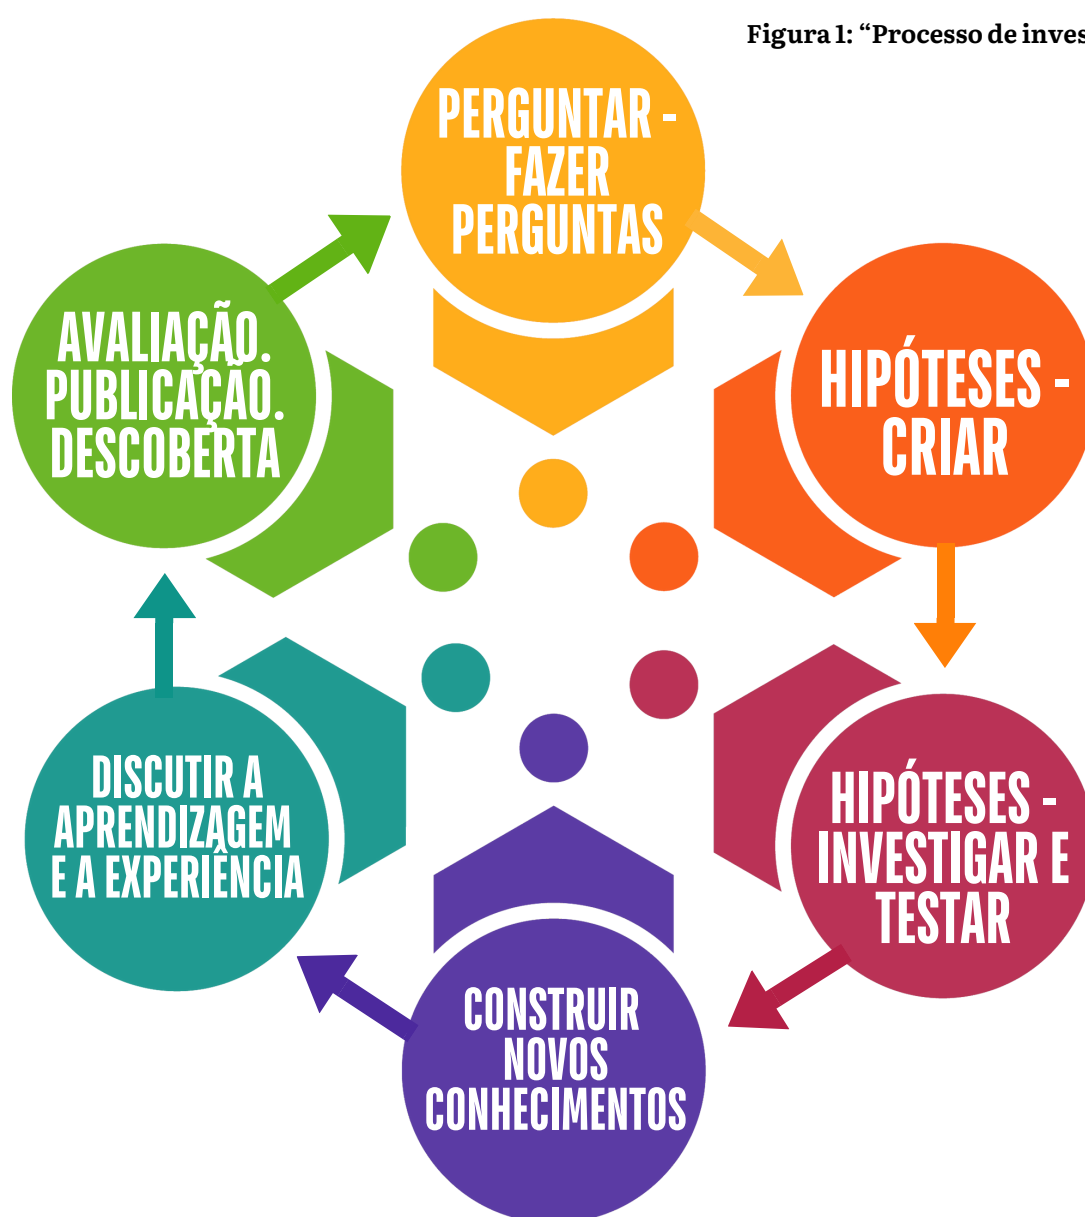 Figura 1: “Processo de inves
PERGUNTAR -
FAZER
PERGUNTAS
HIPÓTESES -
CRIAR
HIPÓTESES -
INVESTIGAR E
TESTAR
CONSTRUIR
NOVOS
CONHECIMENTOS
DISCUTIR A
APRENDIZAGEM
E A EXPERIÊNCIA
AVALIAÇÃO.
PUBLICAÇÃO.
DESCOBERTA